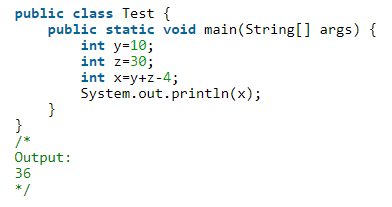 public class Test {
    public static void main(String[] args) {
        int y=10;
        int z=30;
        int x=y+z-4;
        System.out.println(x);
    }
}
/*
Output:
36
*/